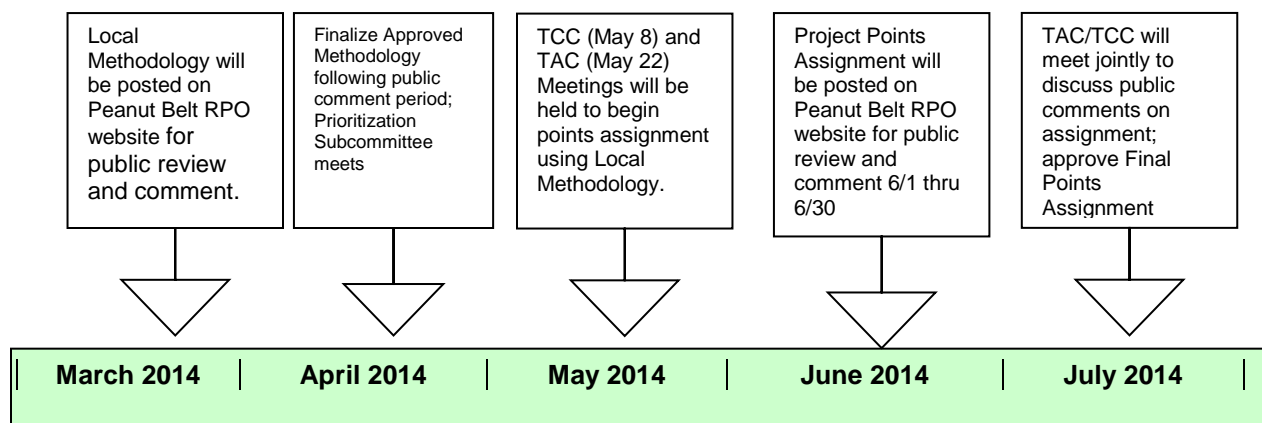 Local
Methodology will
be posted on
Peanut Belt RPO
website for
public review
and comment.
Finalize Approved
Methodology
following public
comment period;
Prioritization
Subcommittee
meets
TCC (May 8) and
TAC (May 22)
Meetings will be
held to begin
points assignment
using Local
Methodology.
Project Points
Assignment will
be posted on
Peanut Belt RPO
website for public
review and
comment 6/1 thru
6/30
TAC/TCC will
meet jointly to
discuss public
comments on
assignment;
approve Final
Points
Assignment
March 2014
April 2014
May 2014
June 2014
July 2014